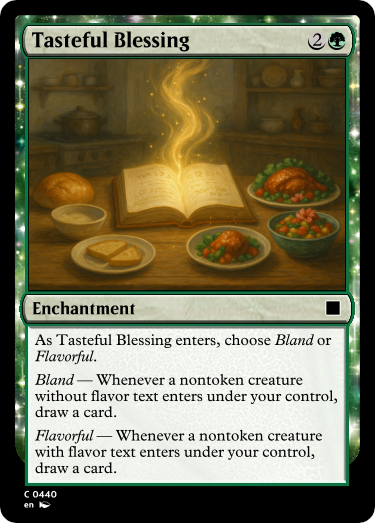 Tasteful Blessing 2
Enchantment
As Tasteful Blessing enters, choose Bland or
Flavorful.
Bland — Whenever a nontoken creature
without flavor text enters under your control,
draw a card.
Flavorful — Whenever a nontoken creature
with flavor text enters under your control,
draw a card.
C 0440
en